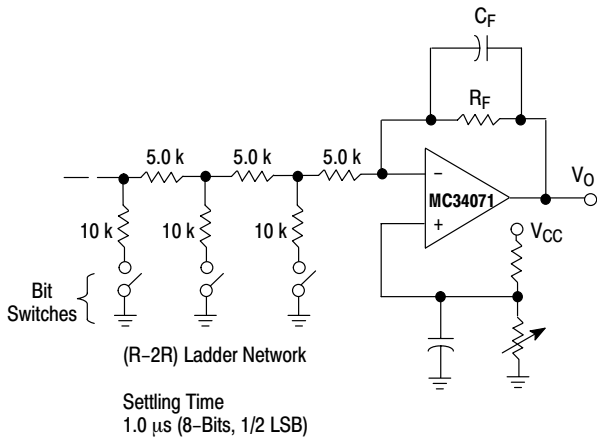 C_F
R_F
5.0 k 5.0 k 5.0 k
− MC34071 +
V_O
10 k 10 k 10 k
V_CC
Bit
Switches
(R−2R) Ladder Network
Settling Time
1.0 μs (8−Bits, 1/2 LSB)